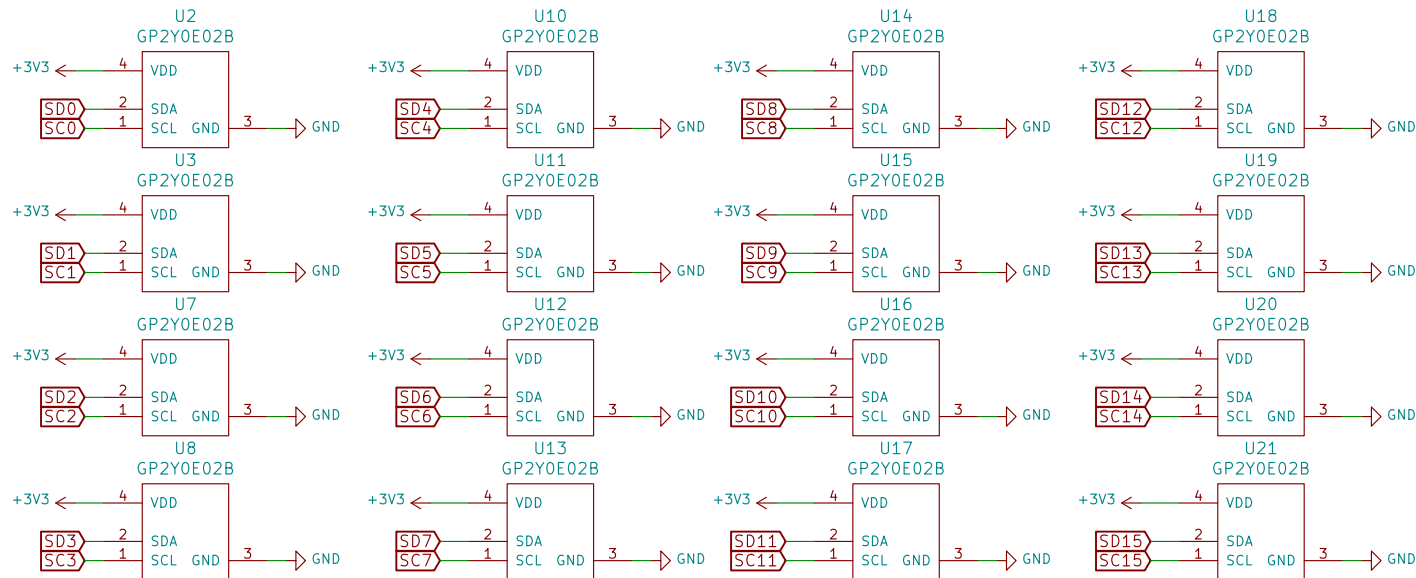 U2
GP2Y0E02B
+3V3 4 VDD
SD0 2 SDA
SC0 1 SCL GND 3 GND
U10
GP2Y0E02B
+3V3 4 VDD
SD4 2 SDA
SC4 1 SCL GND 3 GND
U14
GP2Y0E02B
+3V3 4 VDD
SD8 2 SDA
SC8 1 SCL GND 3 GND
U18
GP2Y0E02B
+3V3 4 VDD
SD12 2 SDA
SC12 1 SCL GND 3 GND
U3
GP2Y0E02B
+3V3 4 VDD
SD1 2 SDA
SC1 1 SCL GND 3 GND
U11
GP2Y0E02B
+3V3 4 VDD
SD5 2 SDA
SC5 1 SCL GND 3 GND
U15
GP2Y0E02B
+3V3 4 VDD
SD9 2 SDA
SC9 1 SCL GND 3 GND
U19
GP2Y0E02B
+3V3 4 VDD
SD13 2 SDA
SC13 1 SCL GND 3 GND
U7
GP2Y0E02B
+3V3 4 VDD
SD2 2 SDA
SC2 1 SCL GND 3 GND
U12
GP2Y0E02B
+3V3 4 VDD
SD6 2 SDA
SC6 1 SCL GND 3 GND
U16
GP2Y0E02B
+3V3 4 VDD
SD10 2 SDA
SC10 1 SCL GND 3 GND
U20
GP2Y0E02B
+3V3 4 VDD
SD14 2 SDA
SC14 1 SCL GND 3 GND
U8
GP2Y0E02B
+3V3 4 VDD
SD3 2 SDA
SC3 1 SCL GND 3 GND
U13
GP2Y0E02B
+3V3 4 VDD
SD7 2 SDA
SC7 1 SCL GND 3 GND
U17
GP2Y0E02B
+3V3 4 VDD
SD11 2 SDA
SC11 1 SCL GND 3 GND
U21
GP2Y0E02B
+3V3 4 VDD
SD15 2 SDA
SC15 1 SCL GND 3 GND